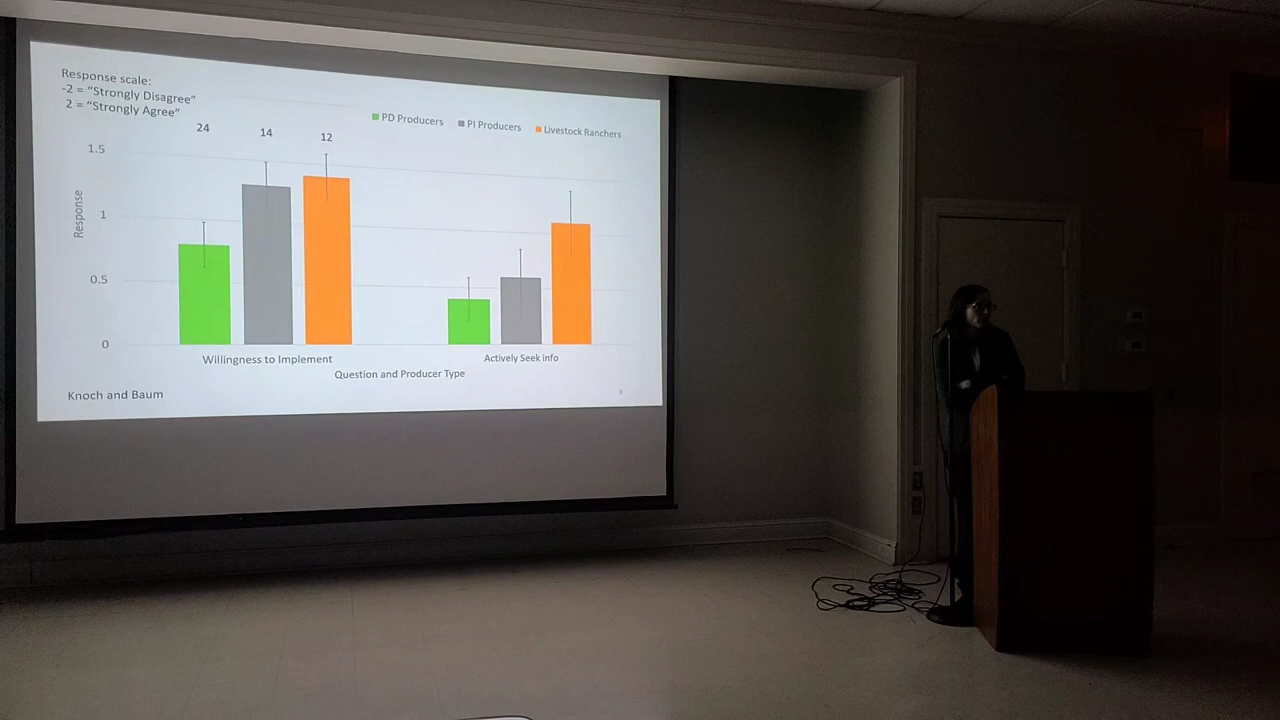 Response scale:
-2 = “Strongly Disagree”
2 = “Strongly Agree”
PD Producers PI Producers Livestock Ranchers
24 14 12
1.5
1
0.5
0
Response
Willingness to Implement Actively Seek info
Question and Producer Type
Knoch and Baum